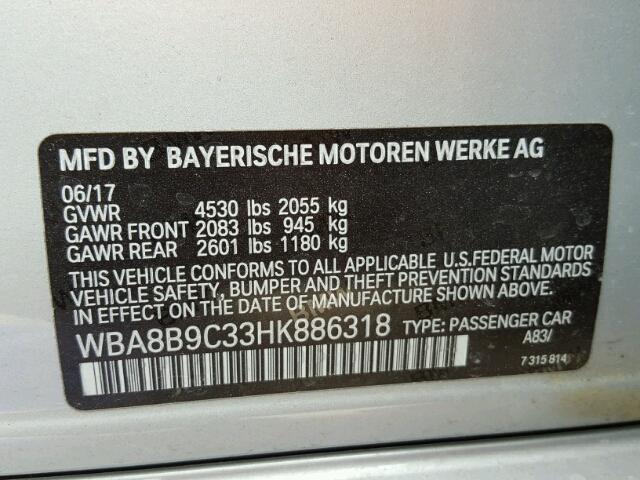 MFD BY BAYERISCHE MOTOREN WERKE AG
06/17
GVWR 4530 lbs 2055 kg
GAWR FRONT 2083 lbs 945 kg
GAWR REAR 2601 lbs 1180 kg
THIS VEHICLE CONFORMS TO ALL APPLICABLE U.S.FEDERAL MOTOR
VEHICLE SAFETY, BUMPER AND THEFT PREVENTION STANDARDS
IN EFFECT ON THE DATE OF MANUFACTURE SHOWN ABOVE.
WBA8B9C33HK886318 TYPE: PASSENGER CAR
A83/
7 315 814